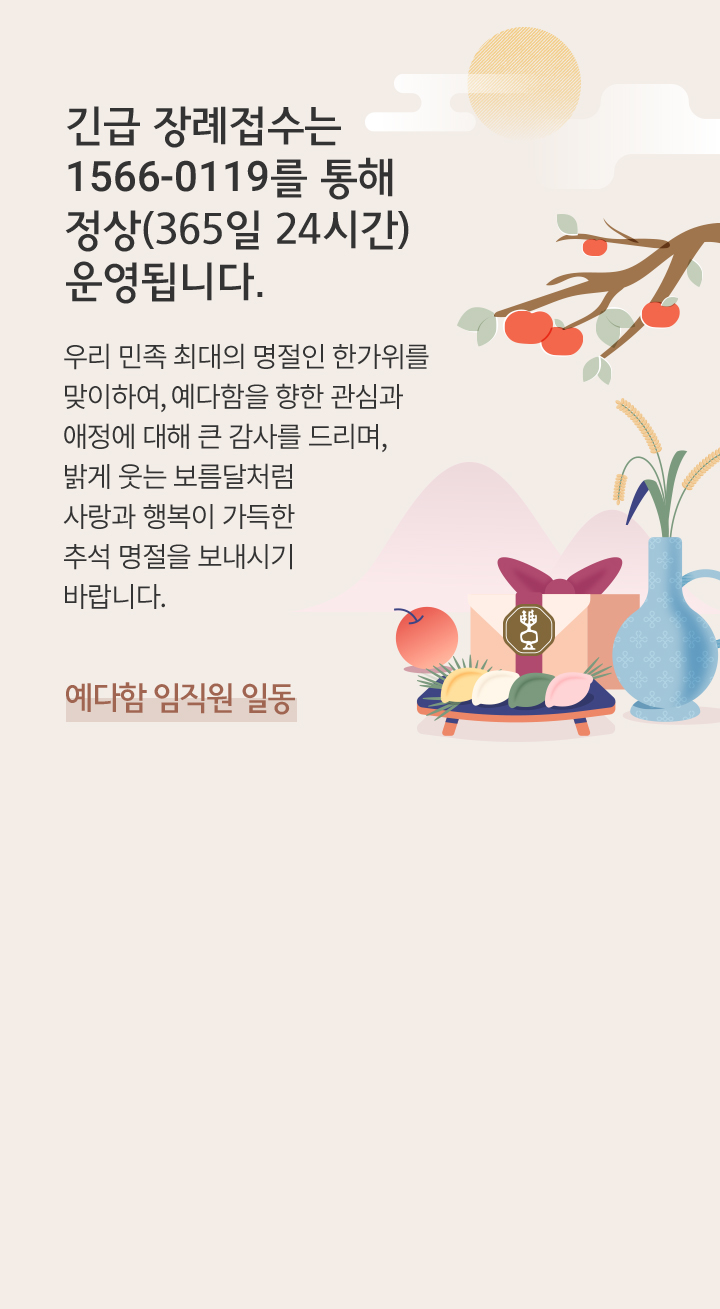 긴급 장례접수는
1566-0119를 통해
정상(365일 24시간)
운영됩니다.
우리 민족 최대의 명절인 한가위를
맞이하여, 예다함을 향한 관심과
애정에 대해 큰 감사를 드리며,
밝게 웃는 보름달처럼
사랑과 행복이 가득한
추석 명절을 보내시기
바랍니다.
예다함 임직원 일동